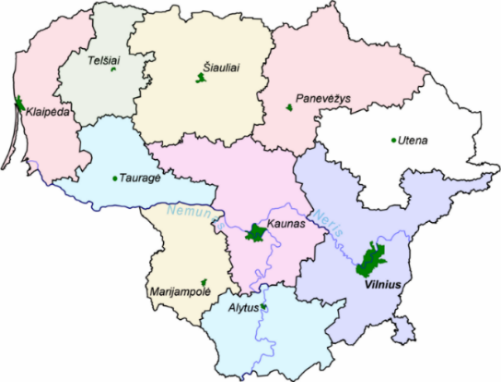 Telšiai
Šiauliai
Panevėžys
Klaipėda
Utena
Tauragė
Nemunas
Neris
Kaunas
Vilnius
Marijampolė
Alytus